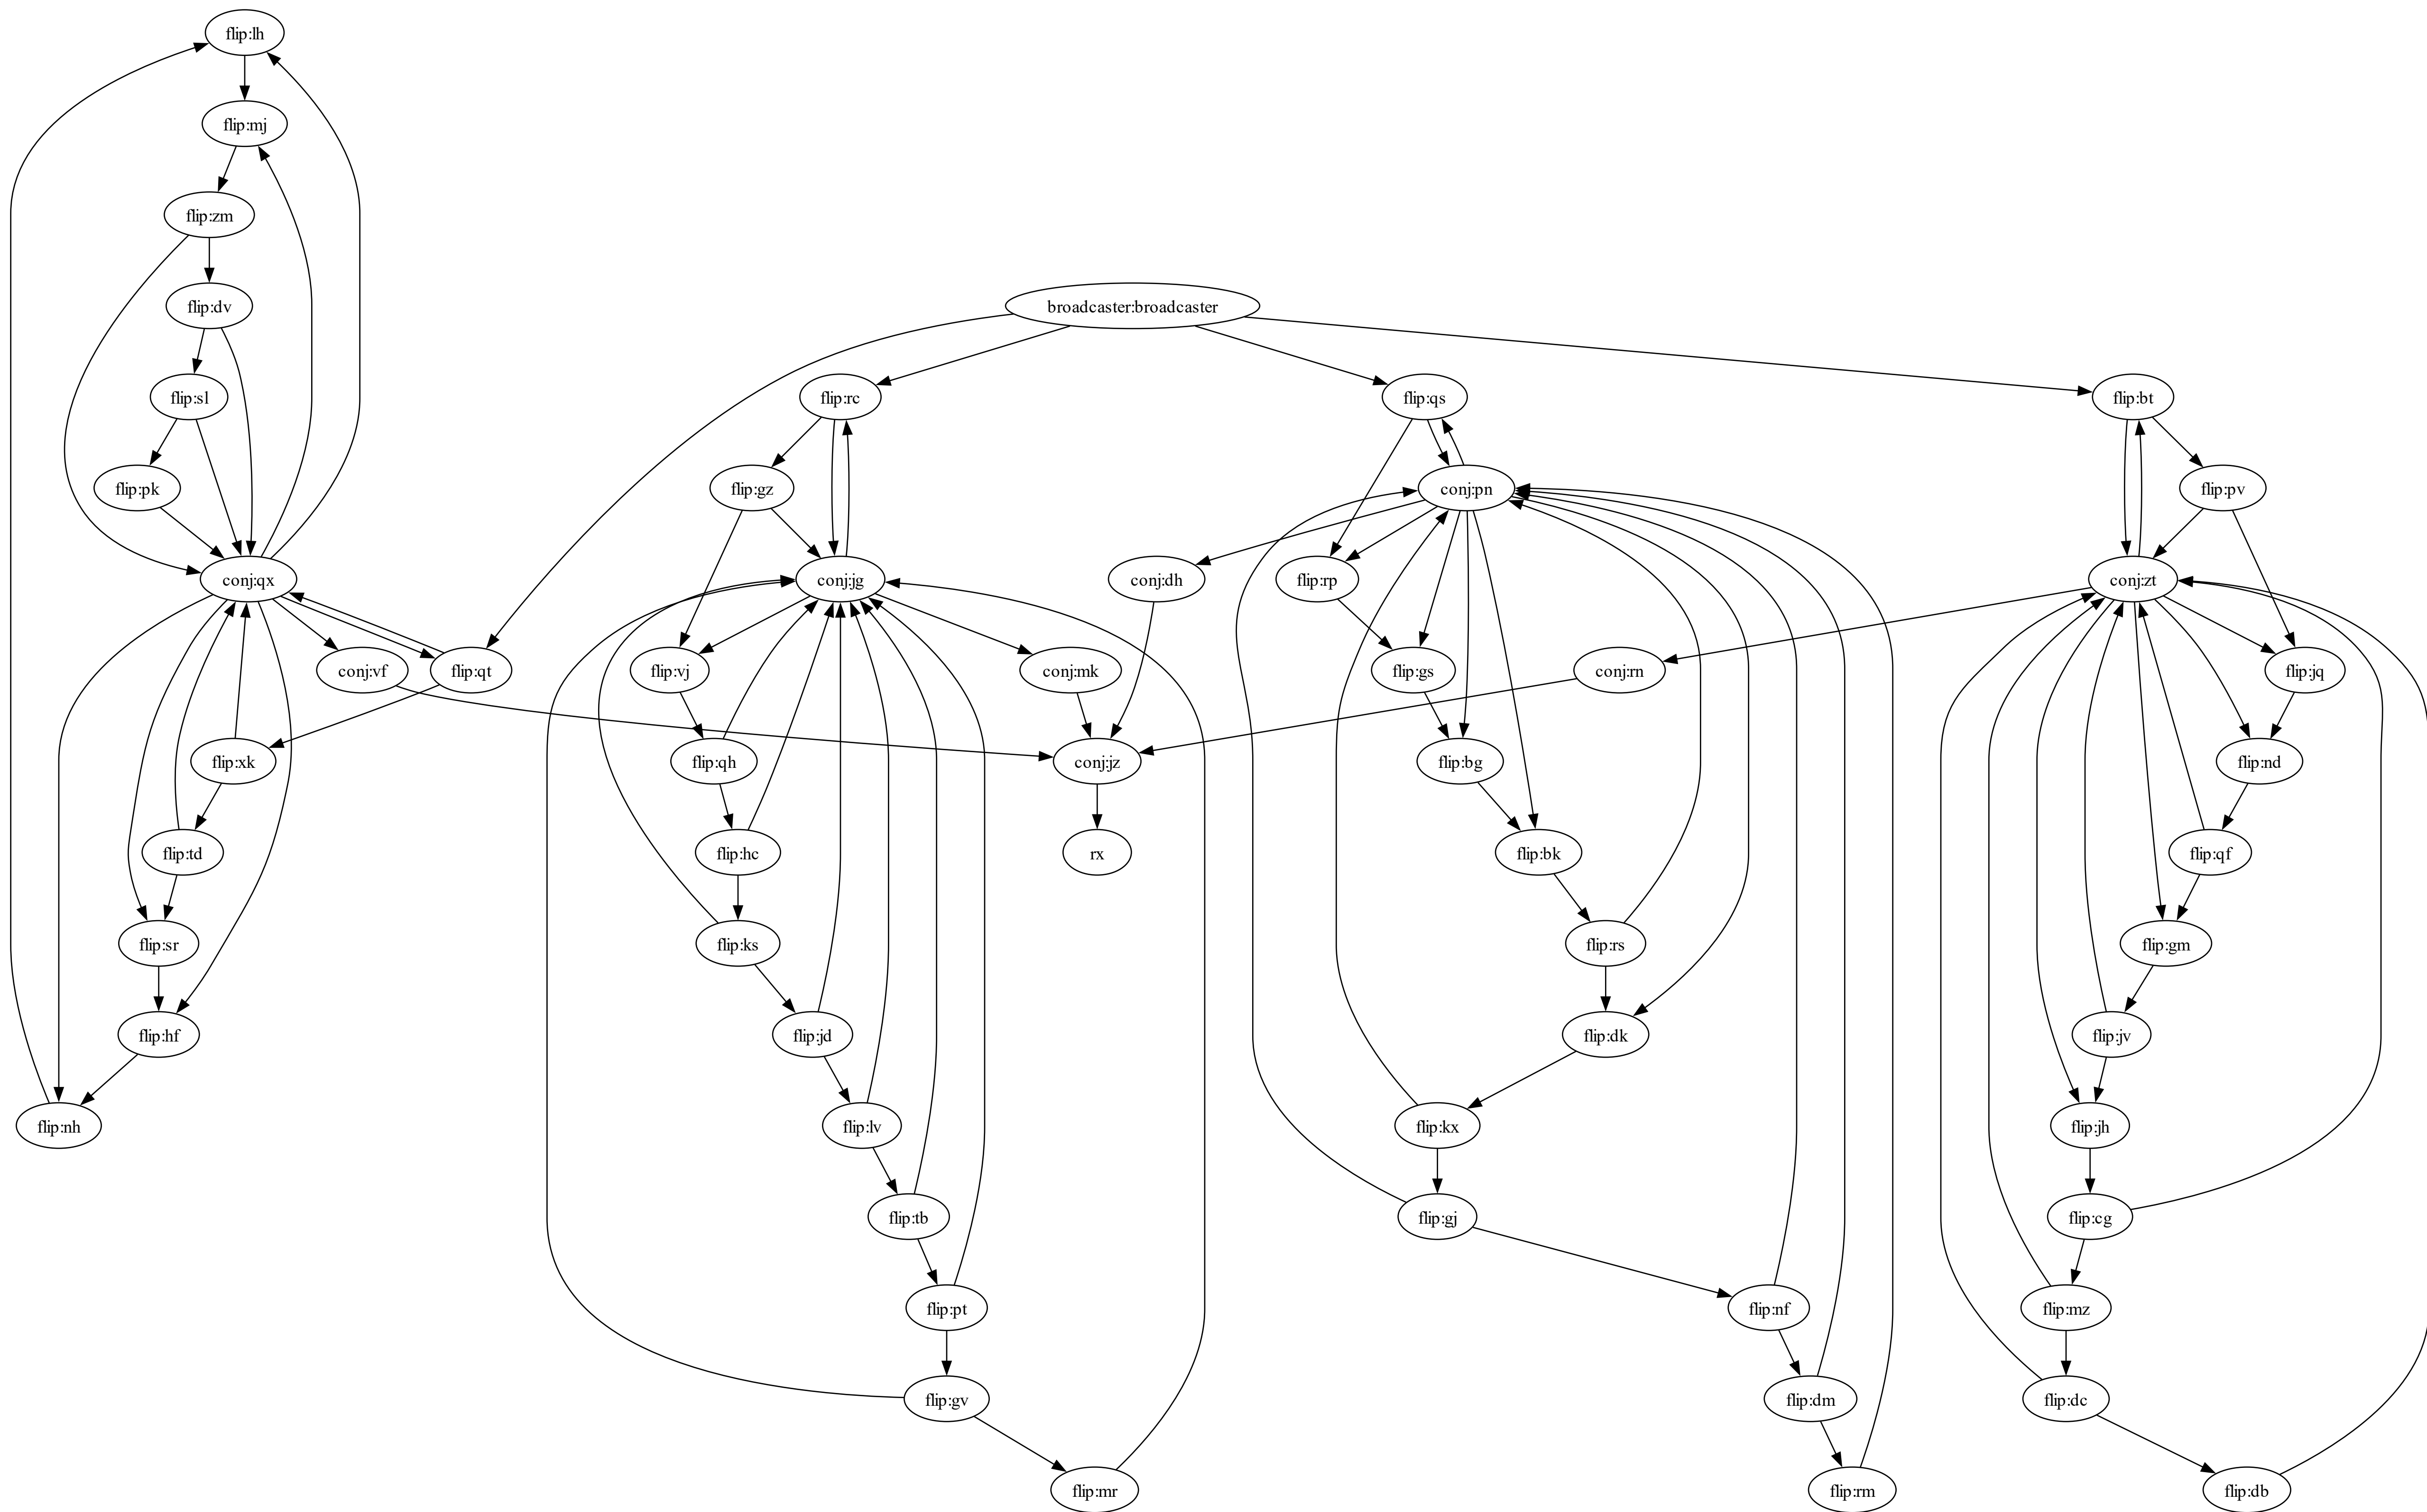 flip:lh
flip:mj
flip:zm
flip:dv
broadcaster:broadcaster
flip:sl
flip:rc
flip:qs
flip:bt
flip:pk
flip:gz
conj:pn
flip:pv
conj:qx
conj:jg
conj:dh
flip:rp
conj:zt
conj:vf
flip:qt
flip:vj
conj:mk
flip:gs
conj:rn
flip:jq
flip:xk
flip:qh
conj:jz
flip:bg
flip:nd
flip:td
flip:hc
rx
flip:bk
flip:qf
flip:sr
flip:ks
flip:rs
flip:gm
flip:hf
flip:jd
flip:dk
flip:jv
flip:nh
flip:lv
flip:kx
flip:jh
flip:tb
flip:gj
flip:cg
flip:pt
flip:nf
flip:mz
flip:gv
flip:dm
flip:dc
flip:mr
flip:rm
flip:db